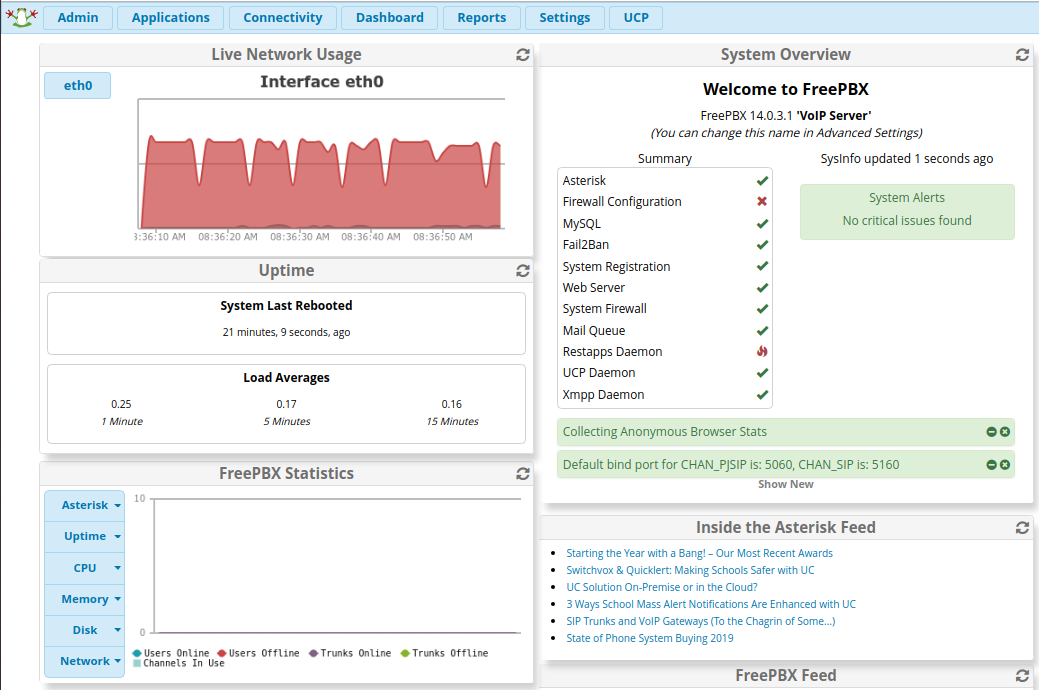 Admin
Applications
Connectivity
Dashboard
Reports
Settings
UCP
Live Network Usage
eth0
Interface eth0
3:36:10 AM 08:36:20 AM 08:36:30 AM 08:36:40 AM 08:36:50 AM
Uptime
System Last Rebooted
21 minutes, 9 seconds, ago
Load Averages
0.25 0.17 0.16
1 Minute 5 Minutes 15 Minutes
FreePBX Statistics
Asterisk
Uptime
CPU
Memory
Disk
Network
10
0
Users Online Users Offline Trunks Online Trunks Offline
Channels In Use
System Overview
Welcome to FreePBX
FreePBX 14.0.3.1 'VoIP Server'
(You can change this name in Advanced Settings)
Summary
Asterisk
Firewall Configuration
MySQL
Fail2Ban
System Registration
Web Server
System Firewall
Mail Queue
Restapps Daemon
UCP Daemon
Xmpp Daemon
SysInfo updated 1 seconds ago
System Alerts
No critical issues found
Collecting Anonymous Browser Stats
Default bind port for CHAN_PJSIP is: 5060, CHAN_SIP is: 5160
Show New
Inside the Asterisk Feed
Starting the Year with a Bang! – Our Most Recent Awards
Switchvox & Quicklert: Making Schools Safer with UC
UC Solution On-Premise or in the Cloud?
3 Ways School Mass Alert Notifications Are Enhanced with UC
SIP Trunks and VoIP Gateways (To the Chagrin of Some...)
State of Phone System Buying 2019
FreePBX Feed